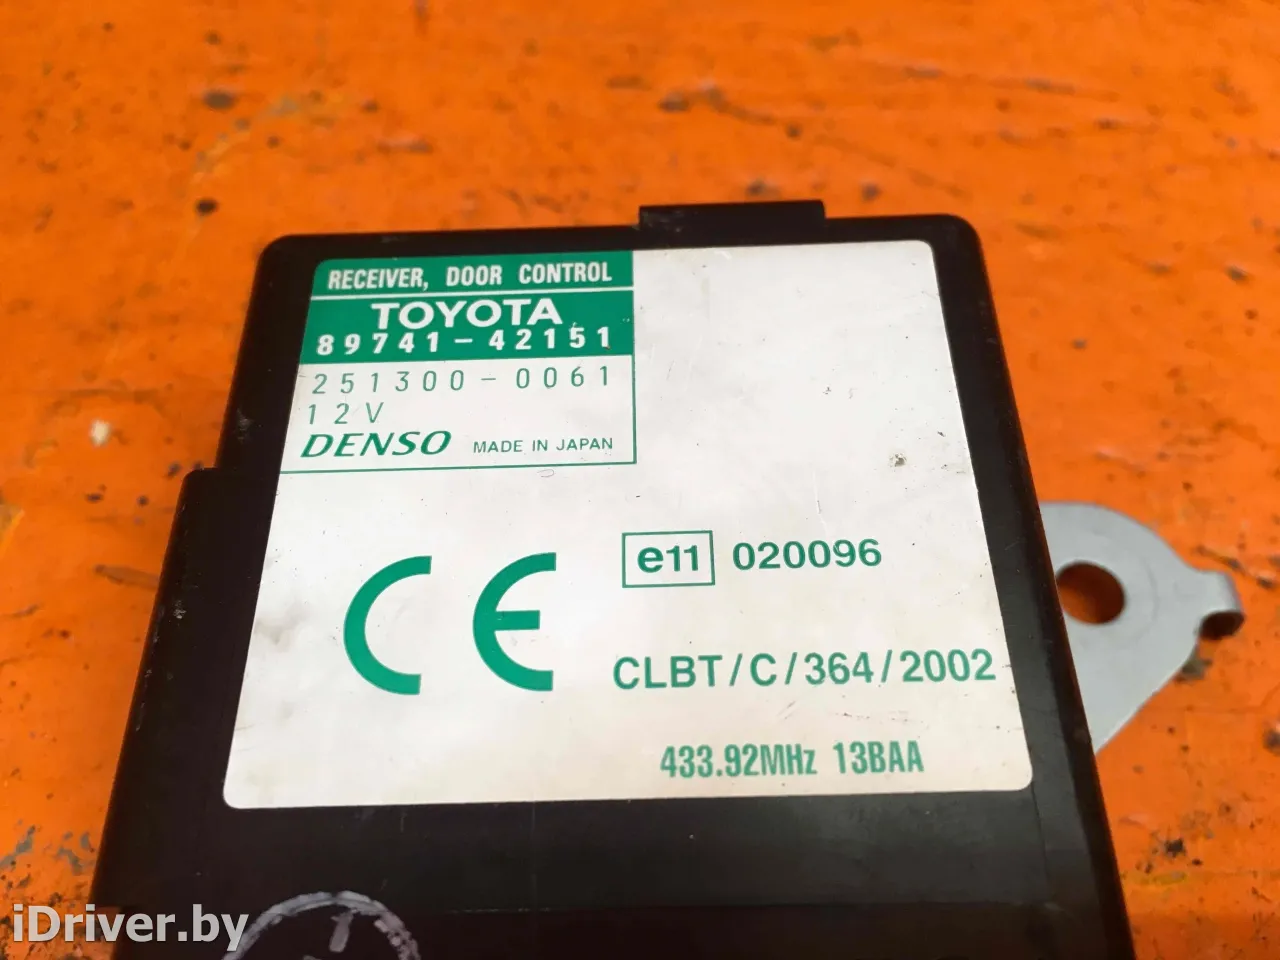 RECEIVER, DOOR CONTROL
TOYOTA
89741-42151
251300-0061
12V
DENSO MADE IN JAPAN
CE
e11 020096
CLBT/C/364/2002
433.92MHz 13BAA
iDriver.by